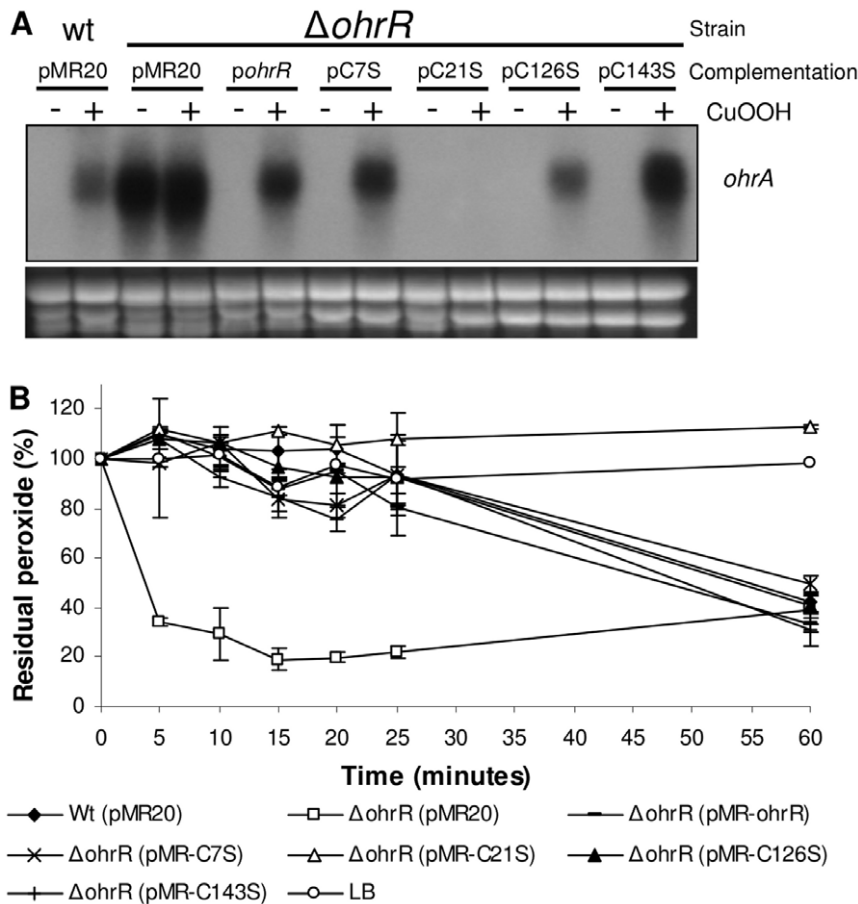 A wt ΔohrR Strain
pMR20 pMR20 pohrR pC7S pC21S pC126S pC143S Complementation
- + - + - + - + - + - + - + CuOOH
ohrA
B
120
100
80
60
40
20
0
Residual peroxide (%)
0 5 10 15 20 25 30 35 40 45 50 55 60
Time (minutes)
Wt (pMR20) ΔohrR (pMR20) ΔohrR (pMR-ohrR)
ΔohrR (pMR-C7S) ΔohrR (pMR-C21S) ΔohrR (pMR-C126S)
ΔohrR (pMR-C143S) LB